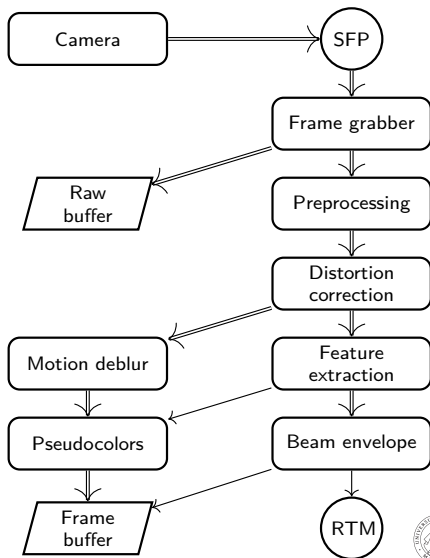 Camera
SFP
Frame grabber
Raw
buffer
Preprocessing
Distortion
correction
Motion deblur
Feature
extraction
Pseudocolors
Beam envelope
Frame
buffer
RTM